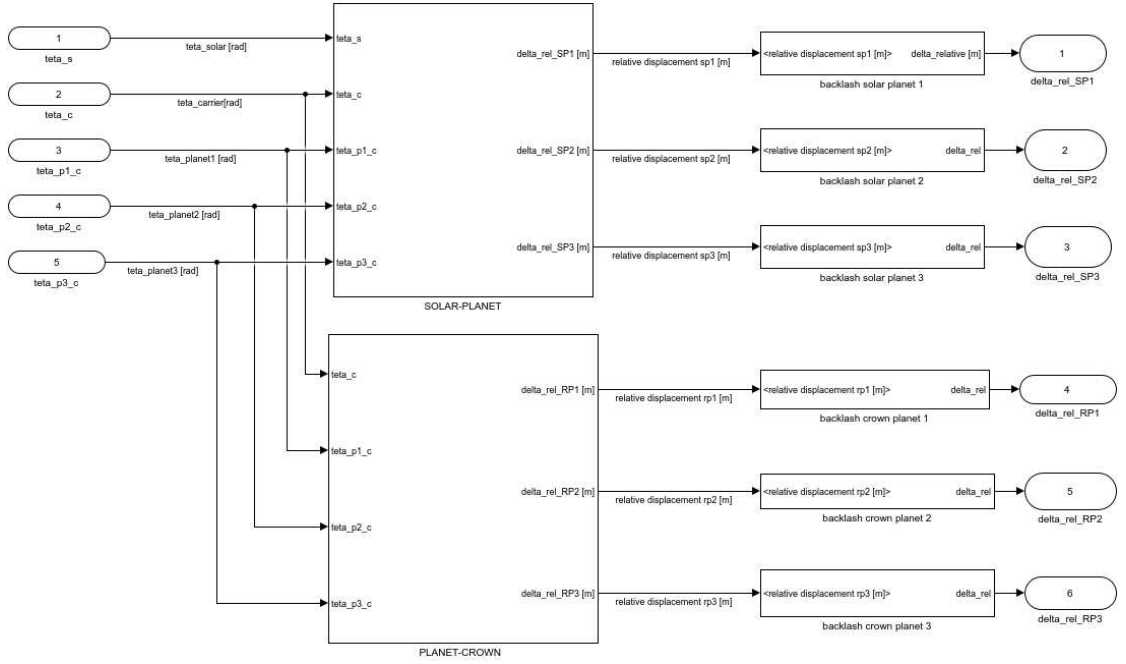 1
teta_s
teta_solar [rad]
2
teta_c
teta_carrier[rad]
3
teta_p1_c
teta_planet1 [rad]
4
teta_p2_c
teta_planet2 [rad]
5
teta_p3_c
teta_planet3 [rad]
teta_s
teta_c
teta_p1_c
teta_p2_c
teta_p3_c
delta_rel_SP1 [m]
delta_rel_SP2 [m]
delta_rel_SP3 [m]
SOLAR-PLANET
relative displacement sp1 [m]
<relative displacement sp1 [m]>
delta_relative [m]
backlash solar planet 1
1
delta_rel_SP1
relative displacement sp2 [m]
<relative displacement sp2 [m]>
delta_rel
backlash solar planet 2
2
delta_rel_SP2
relative displacement sp3 [m]
<relative displacement sp3 [m]>
delta_rel
backlash solar planet 3
3
delta_rel_SP3
teta_c
teta_p1_c
teta_p2_c
teta_p3_c
delta_rel_RP1 [m]
delta_rel_RP2 [m]
delta_rel_RP3 [m]
PLANET-CROWN
relative displacement rp1 [m]
<relative displacement rp1 [m]>
delta_rel
backlash crown planet 1
4
delta_rel_RP1
relative displacement rp2 [m]
<relative displacement rp2 [m]>
delta_rel
backlash crown planet 2
5
delta_rel_RP2
relative displacement rp3 [m]
<relative displacement rp3 [m]>
delta_rel
backlash crown planet 3
6
delta_rel_RP3